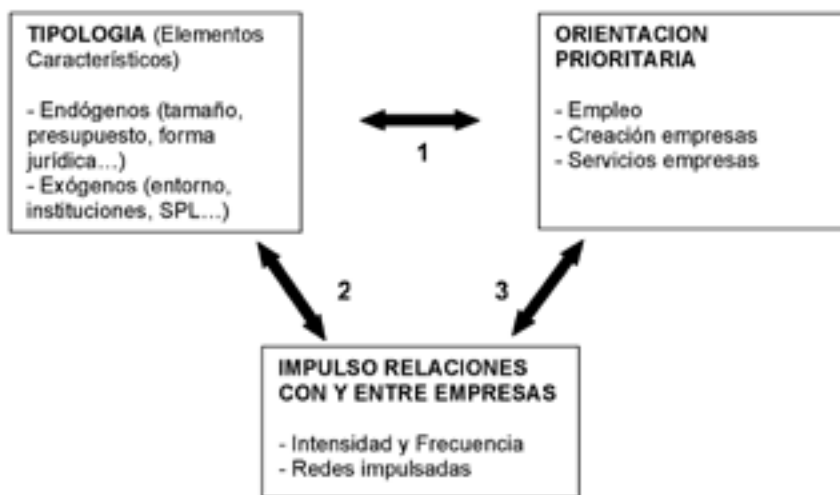 TIPOLOGIA (Elementos
Característicos)
- Endógenos (tamaño,
presupuesto, forma
jurídica...)
- Exógenos (entorno,
instituciones, SPL...)
ORIENTACION
PRIORITARIA
- Empleo
- Creación empresas
- Servicios empresas
1
2
3
IMPULSO RELACIONES
CON Y ENTRE EMPRESAS
- Intensidad y Frecuencia
- Redes impulsadas